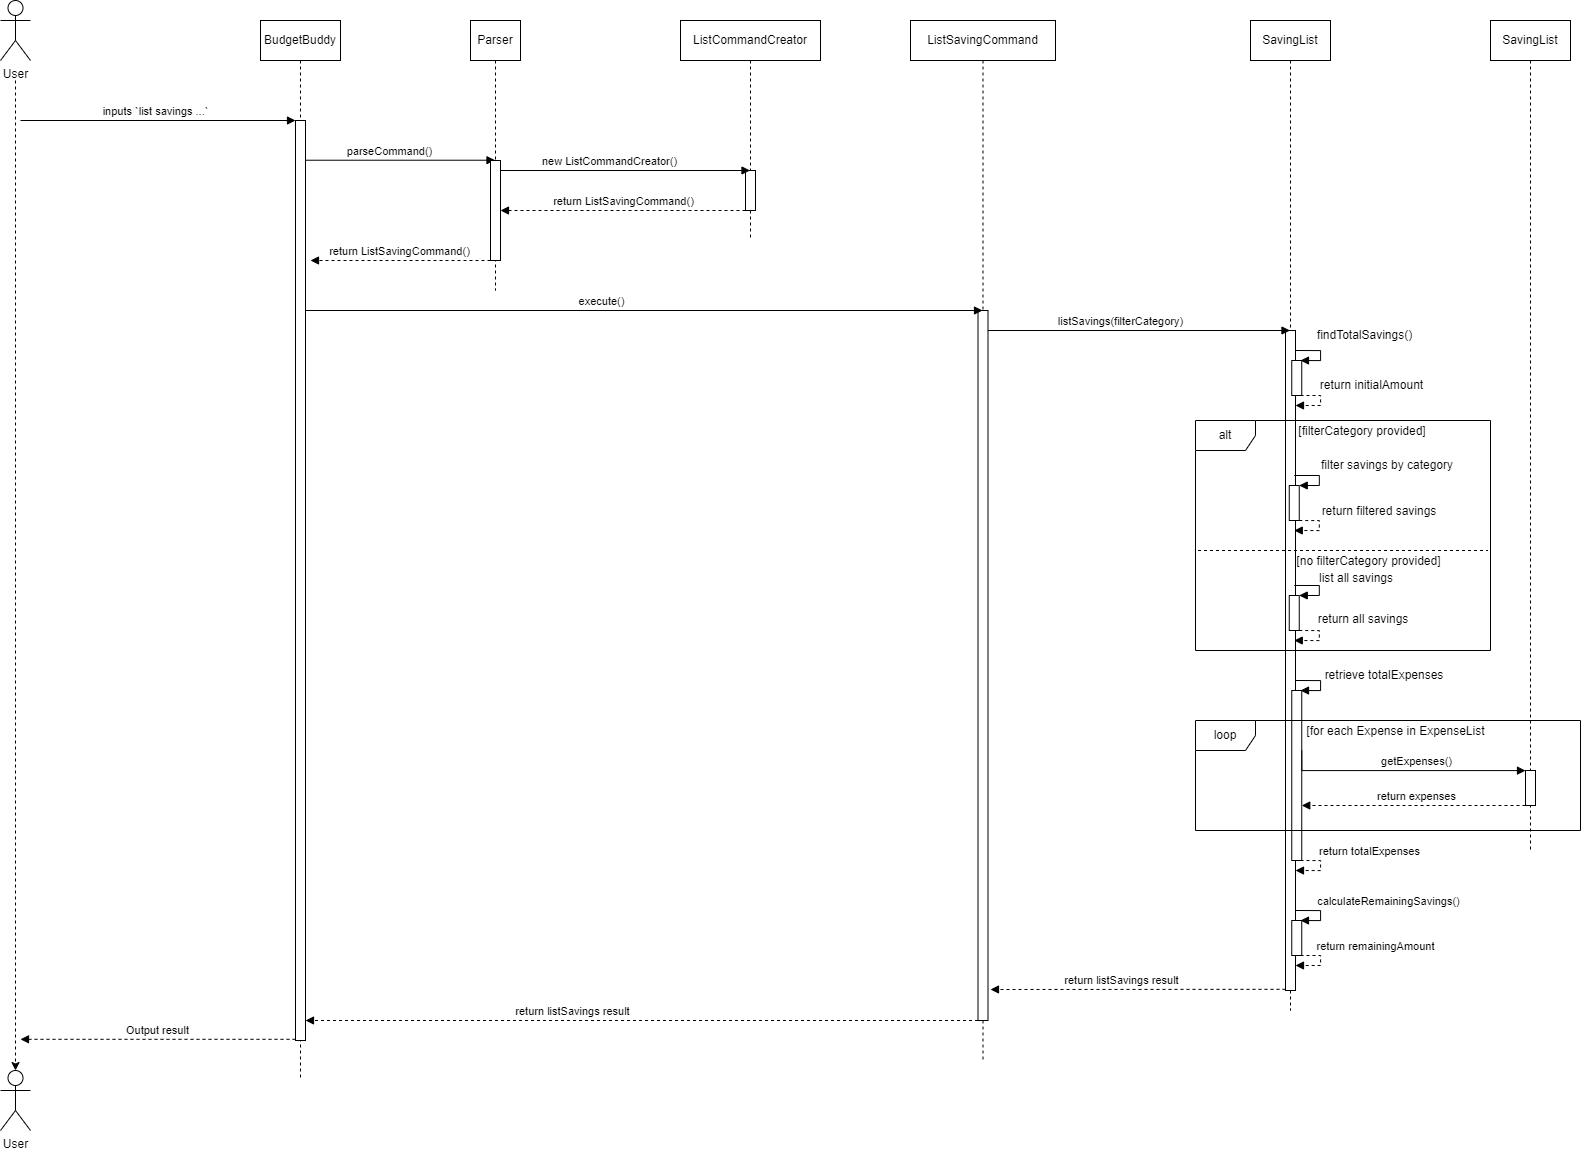 User
BudgetBuddy
Parser
ListCommandCreator
ListSavingCommand
SavingList
SavingList
inputs `list savings ...`
parseCommand()
new ListCommandCreator()
return ListSavingCommand()
return ListSavingCommand()
execute()
listSavings(filterCategory)
findTotalSavings()
return initialAmount
alt
[filterCategory provided]
filter savings by category
return filtered savings
[no filterCategory provided]
list all savings
return all savings
retrieve totalExpenses
loop
[for each Expense in ExpenseList
getExpenses()
return expenses
return totalExpenses
calculateRemainingSavings()
return remainingAmount
return listSavings result
return listSavings result
Output result
User